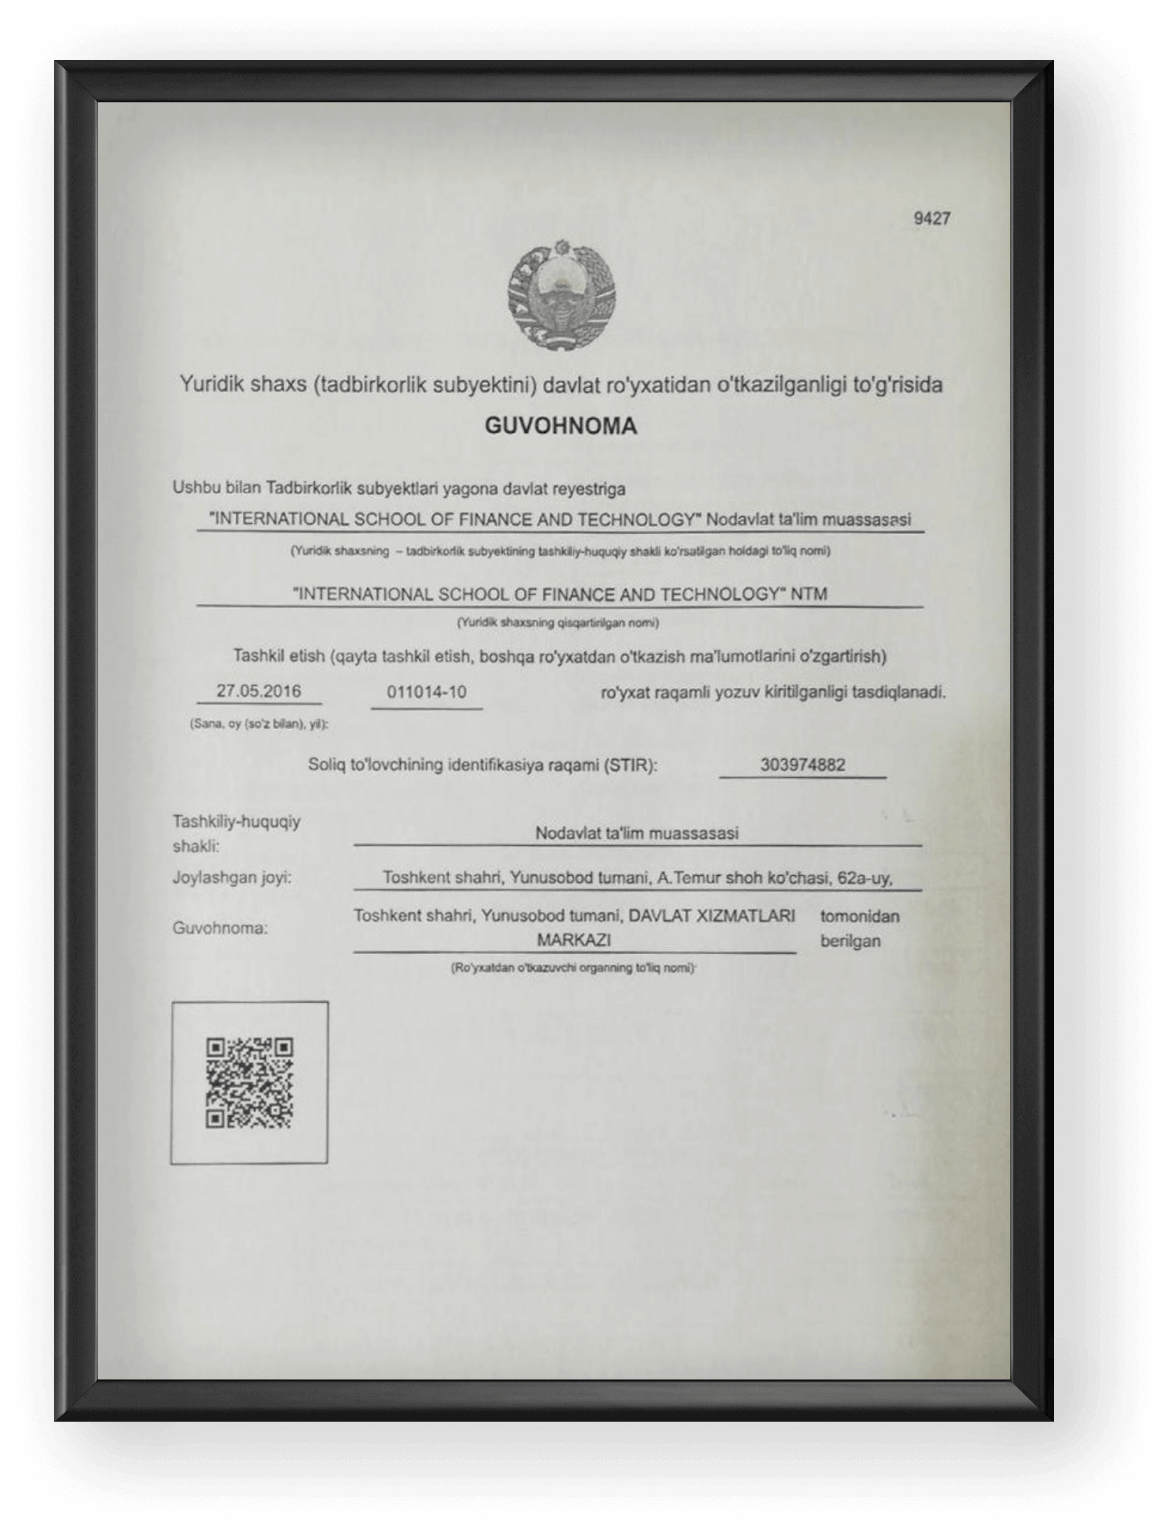 9427
Yuridik shaxs (tadbirkorlik subyektini) davlat ro'yxatidan o'tkazilganligi to'g'risida
GUVOHNOMA
Ushbu bilan Tadbirkorlik subyektlari yagona davlat reyestriga
"INTERNATIONAL SCHOOL OF FINANCE AND TECHNOLOGY" Nodavlat ta'lim muassasasi
(Yuridik shaxsning – tadbirkorlik subyektining tashkiliy-huquqiy shakli ko'rsatilgan holdagi to'liq nomi)
"INTERNATIONAL SCHOOL OF FINANCE AND TECHNOLOGY" NTM
(Yuridik shaxsning qisqartirilgan nomi)
Tashkil etish (qayta tashkil etish, boshqa ro'yxatdan o'tkazish ma'lumotlarini o'zgartirish)
27.05.2016 011014-10 ro'yxat raqamli yozuv kiritilganligi tasdiqlanadi.
(Sana, oy (so'z bilan), yil):
Soliq to'lovchining identifikasiya raqami (STIR): 303974882
Tashkiliy-huquqiy
shakli: Nodavlat ta'lim muassasasi
Joylashgan joyi: Toshkent shahri, Yunusobod tumani, A.Temur shoh ko'chasi, 62a-uy,
Guvohnoma: Toshkent shahri, Yunusobod tumani, DAVLAT XIZMATLARI tomonidan
MARKAZI berilgan
(Ro'yxatdan o'tkazuvchi organning to'liq nomi)